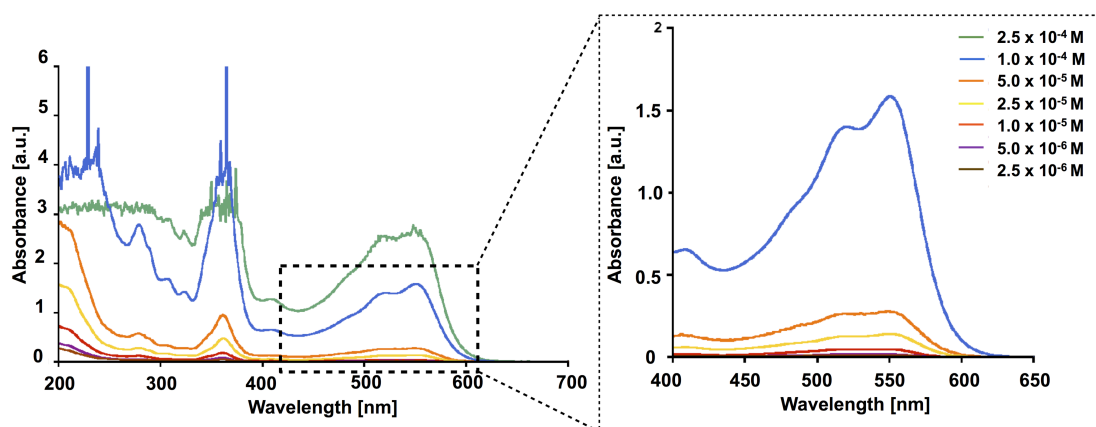 6
5
4
3
2
1
0
200
300
400
500
600
700
Absorbance [a.u.]
Wavelength [nm]
2
1.5
1.0
0.5
0
400
450
500
550
600
650
Absorbance [a.u.]
Wavelength [nm]
2.5 x 10⁻⁴ M
1.0 x 10⁻⁴ M
5.0 x 10⁻⁵ M
2.5 x 10⁻⁵ M
1.0 x 10⁻⁵ M
5.0 x 10⁻⁶ M
2.5 x 10⁻⁶ M